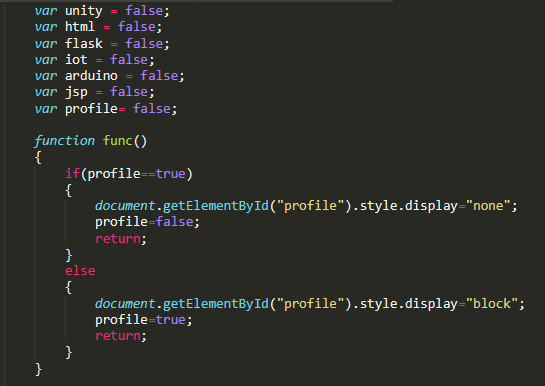 var unity = false;
var html = false;
var flask = false;
var iot = false;
var arduino = false;
var jsp = false;
var profile= false;
function func()
{
if(profile==true)
{
document.getElementById("profile").style.display="none";
profile=false;
return;
}
else
{
document.getElementById("profile").style.display="block";
profile=true;
return;
}
}